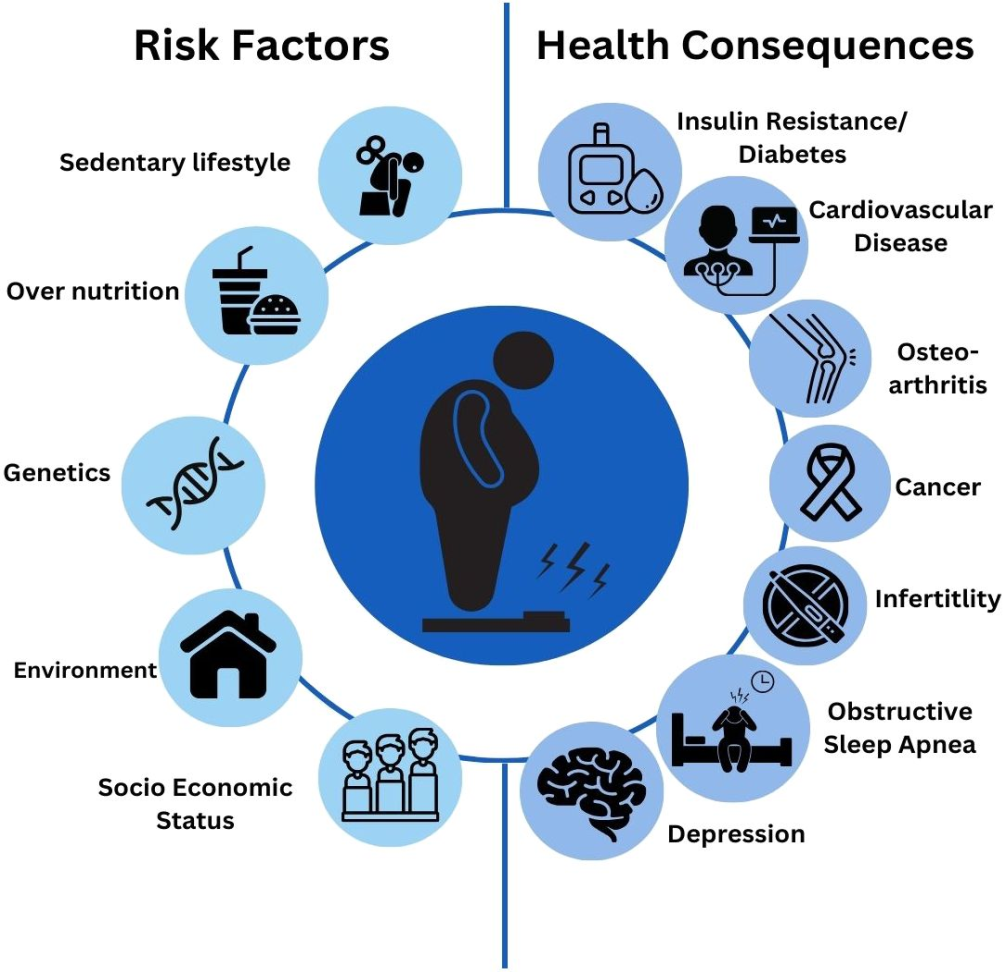 Risk Factors
Health Consequences
Sedentary lifestyle
Over nutrition
Genetics
Environment
Socio Economic
Status
Insulin Resistance/
Diabetes
Cardiovascular
Disease
Osteo-
arthritis
Cancer
Infertitlity
Obstructive
Sleep Apnea
Depression